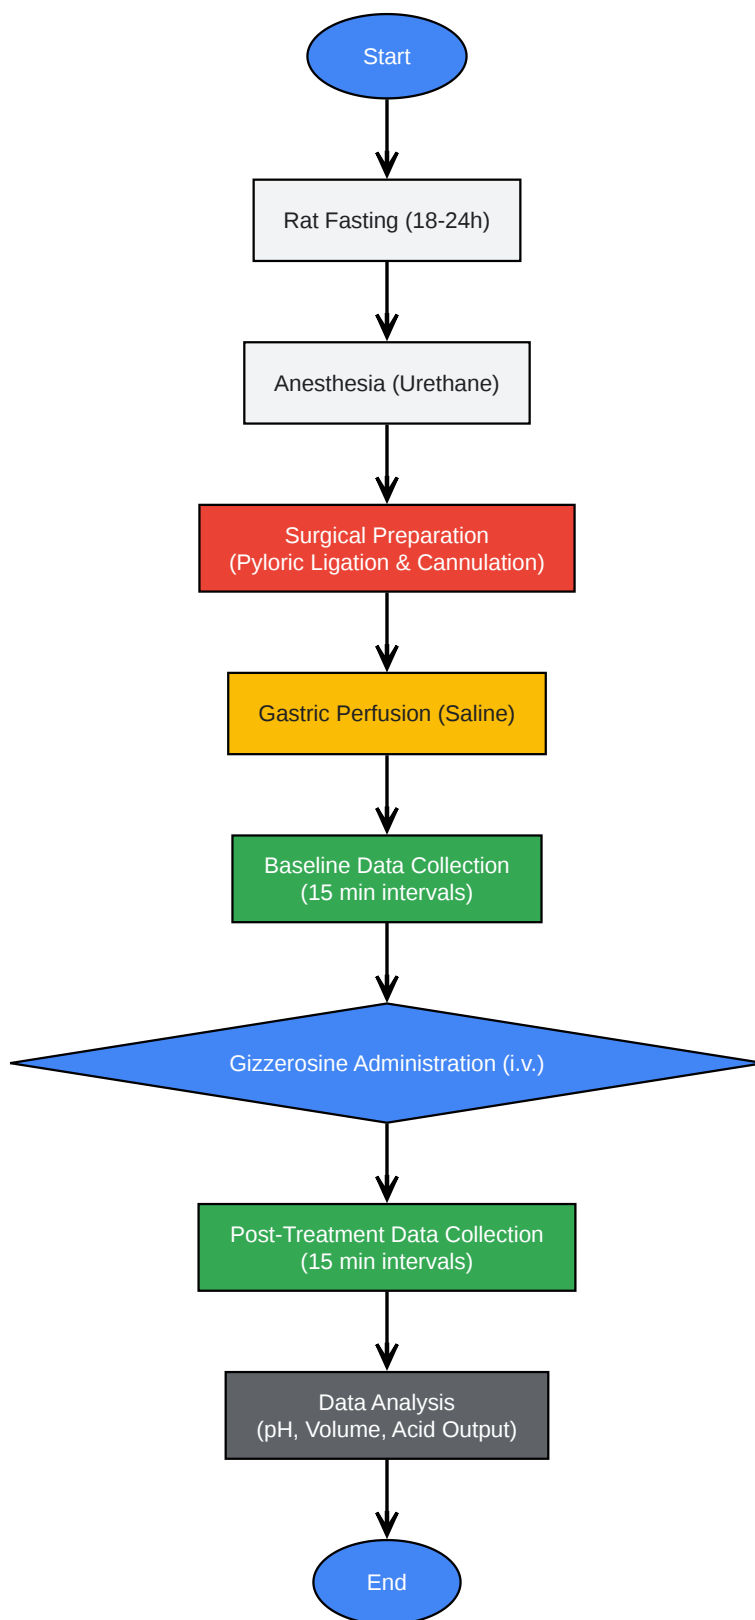 Start
Rat Fasting (18-24h)
Anesthesia (Urethane)
Surgical Preparation
(Pyloric Ligation & Cannulation)
Gastric Perfusion (Saline)
Baseline Data Collection
(15 min intervals)
Gizzerosine Administration (i.v.)
Post-Treatment Data Collection
(15 min intervals)
Data Analysis
(pH, Volume, Acid Output)
End